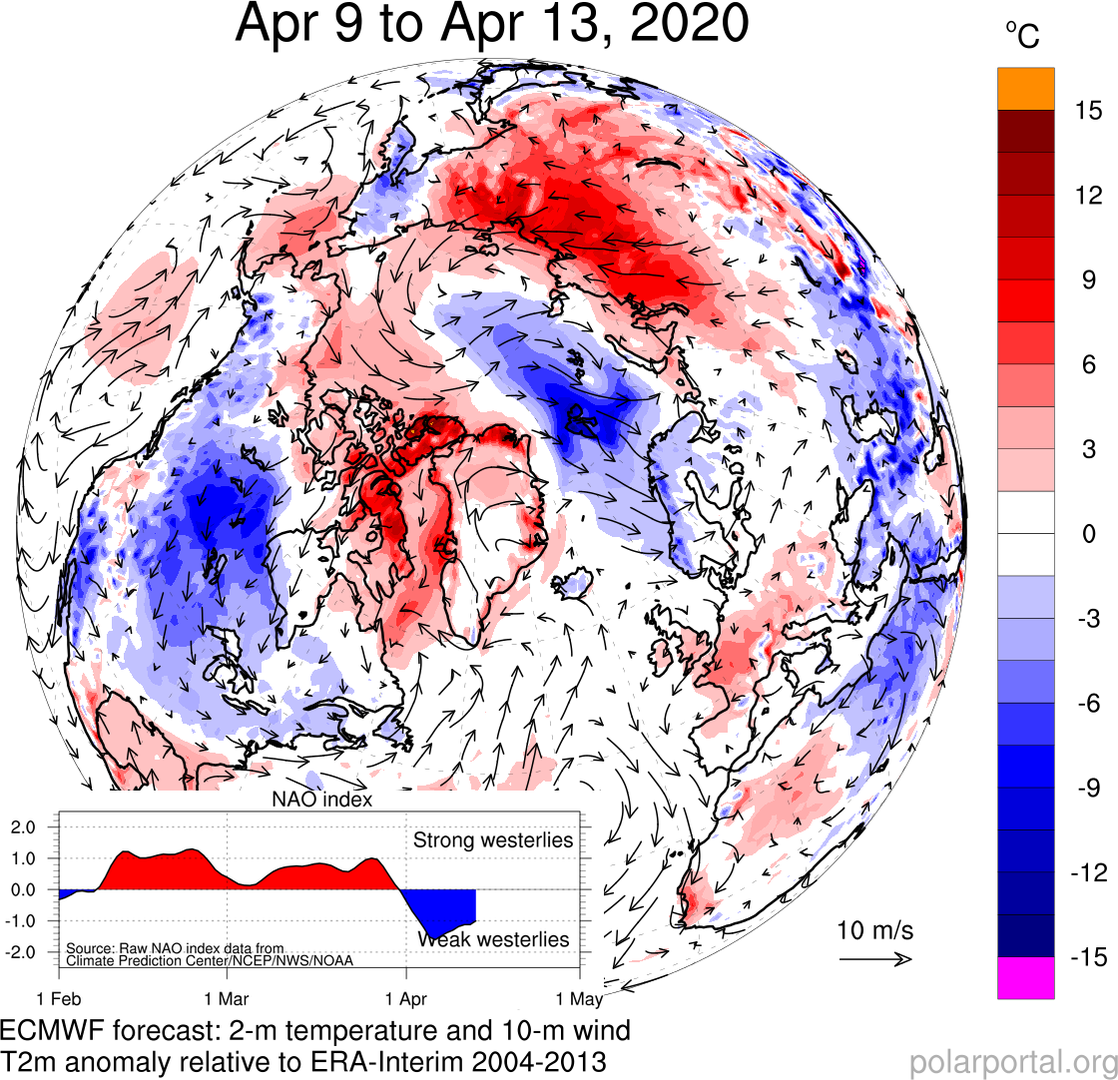 Apr 9 to Apr 13, 2020
°C
15
12
9
6
3
0
-3
-6
-9
-12
-15
10 m/s
NAO index
2.0
1.0
0.0
-1.0
-2.0
Strong westerlies
Weak westerlies
Source: Raw NAO index data from
Climate Prediction Center/NCEP/NWS/NOAA
1 Feb
1 Mar
1 Apr
1 May
ECMWF forecast: 2-m temperature and 10-m wind
T2m anomaly relative to ERA-Interim 2004-2013
polarportal.org